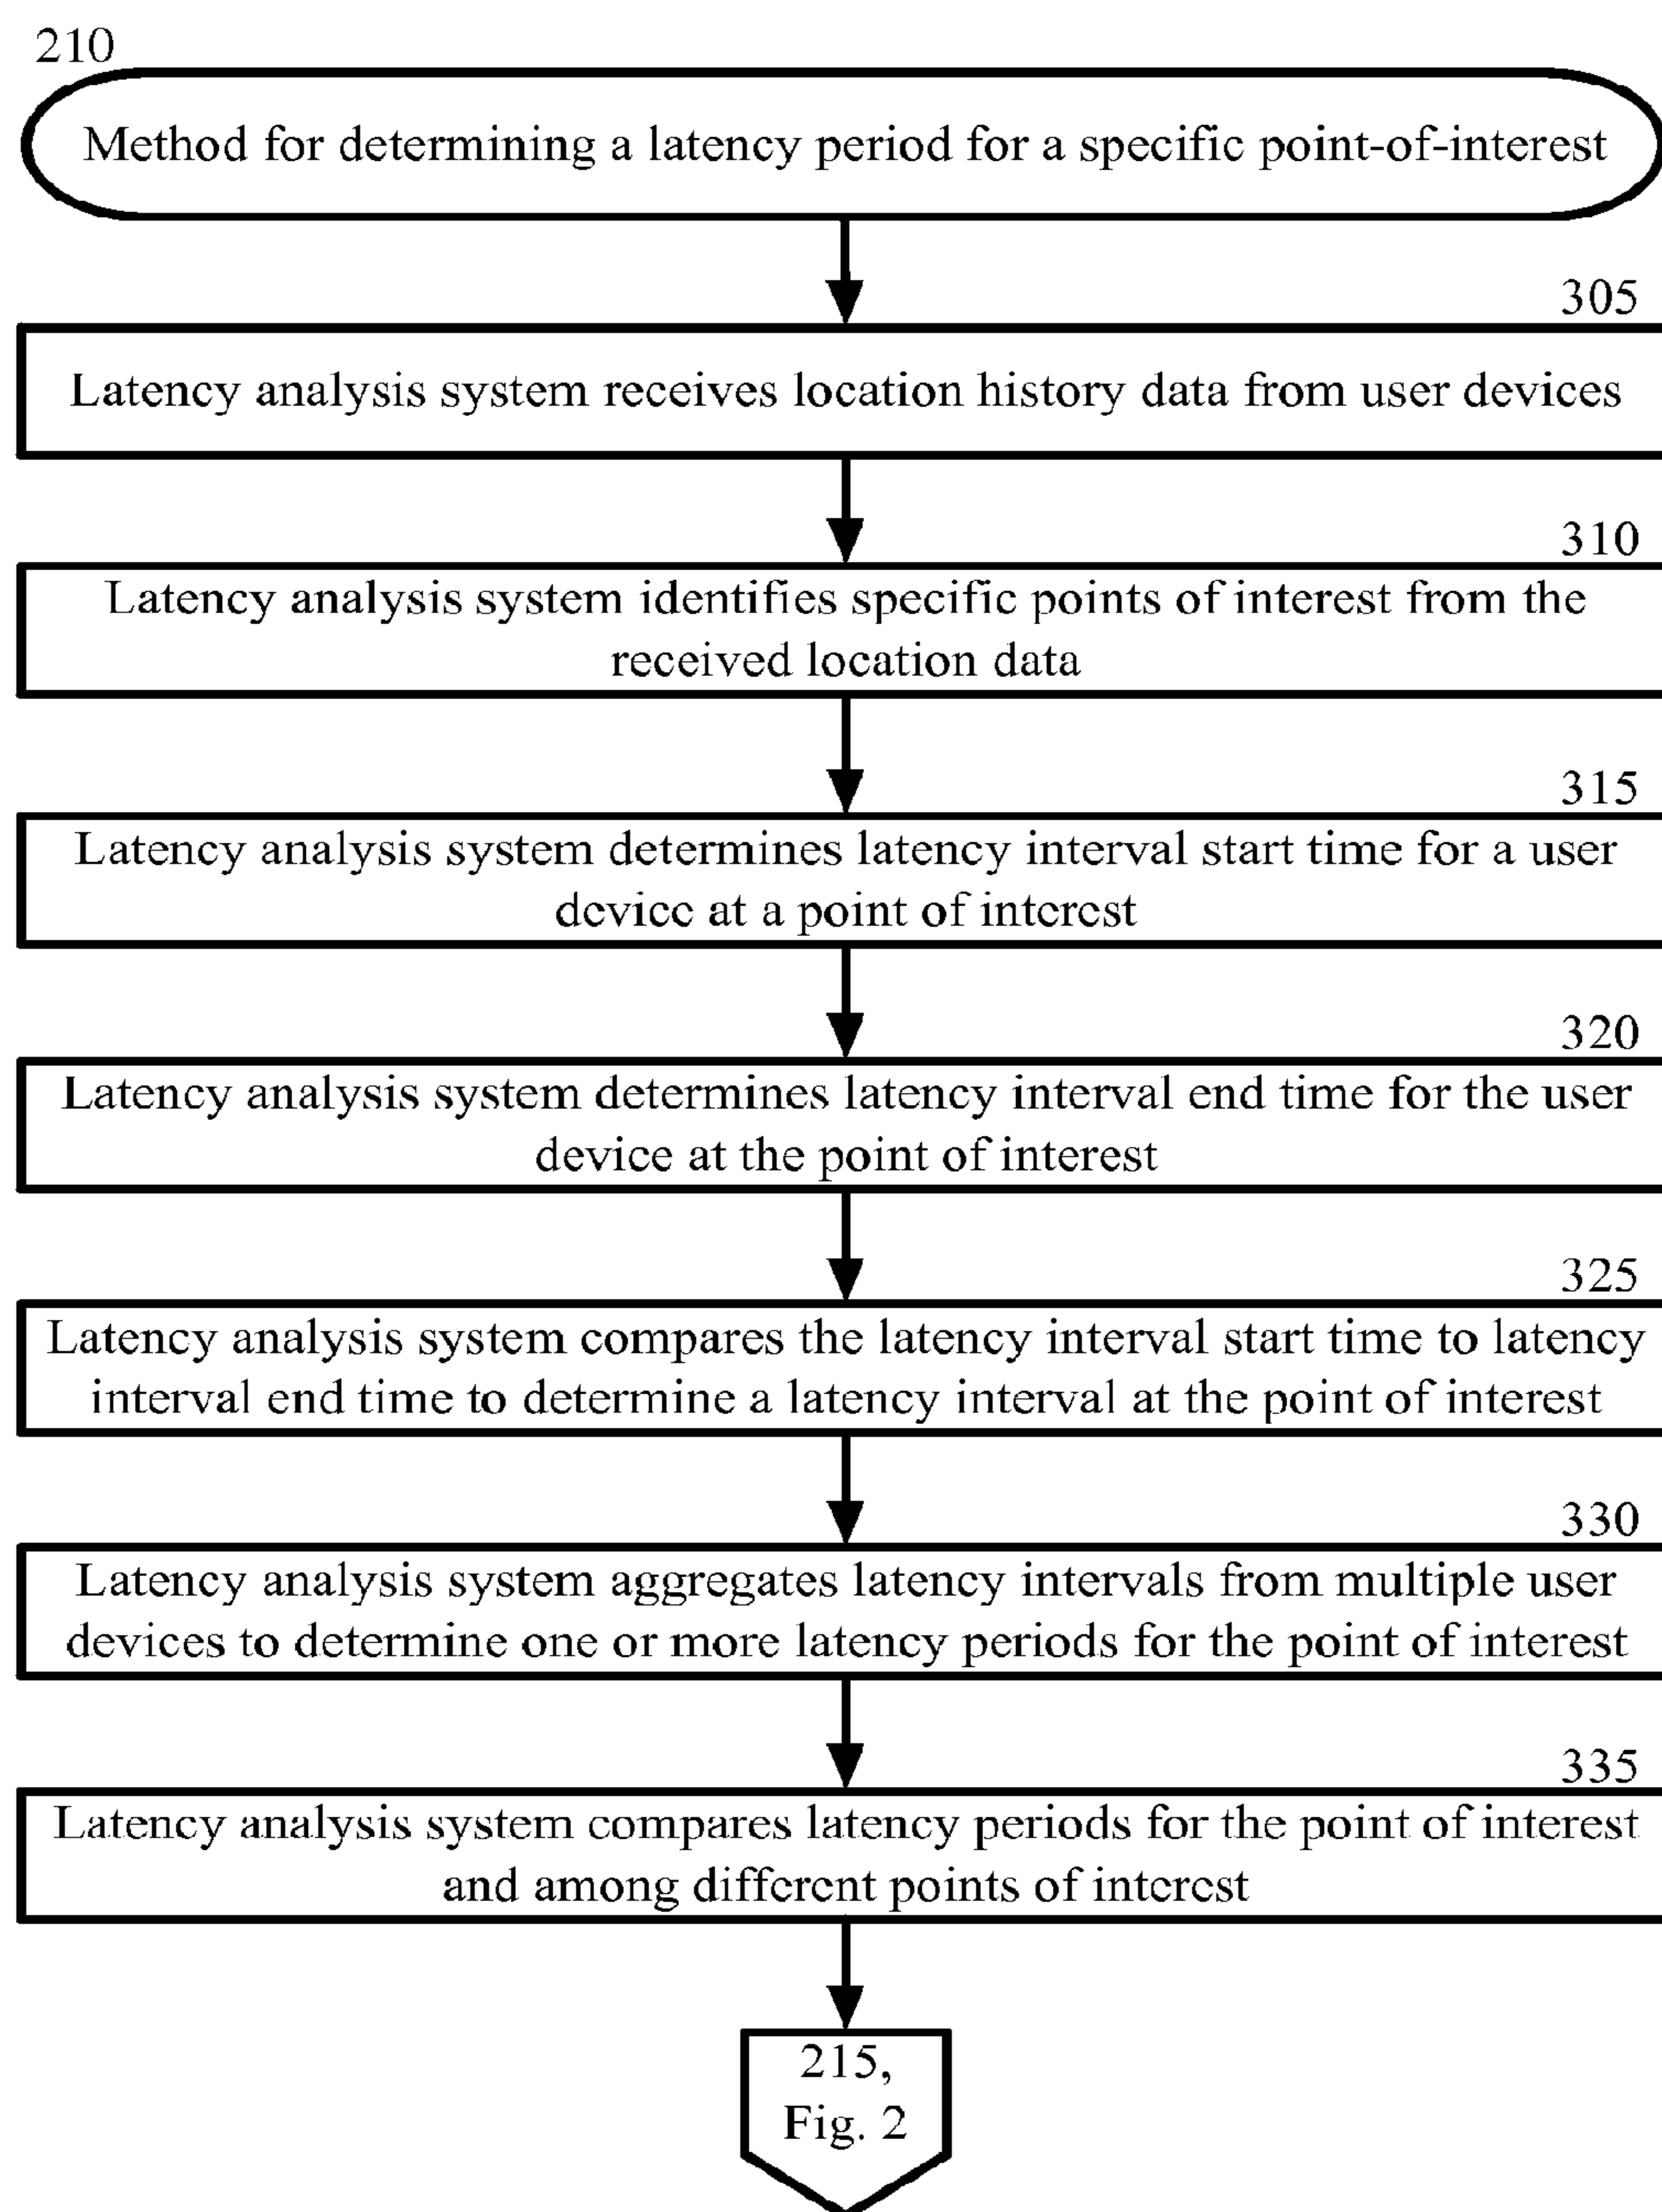 210
Method for determining a latency period for a specific point-of-interest
305
Latency analysis system receives location history data from user devices
310
Latency analysis system identifies specific points of interest from the
received location data
315
Latency analysis system determines latency interval start time for a user
device at a point of interest
320
Latency analysis system determines latency interval end time for the user
device at the point of interest
325
Latency analysis system compares the latency interval start time to latency
interval end time to determine a latency interval at the point of interest
330
Latency analysis system aggregates latency intervals from multiple user
devices to determine one or more latency periods for the point of interest
335
Latency analysis system compares latency periods for the point of interest
and among different points of interest
215,
Fig. 2